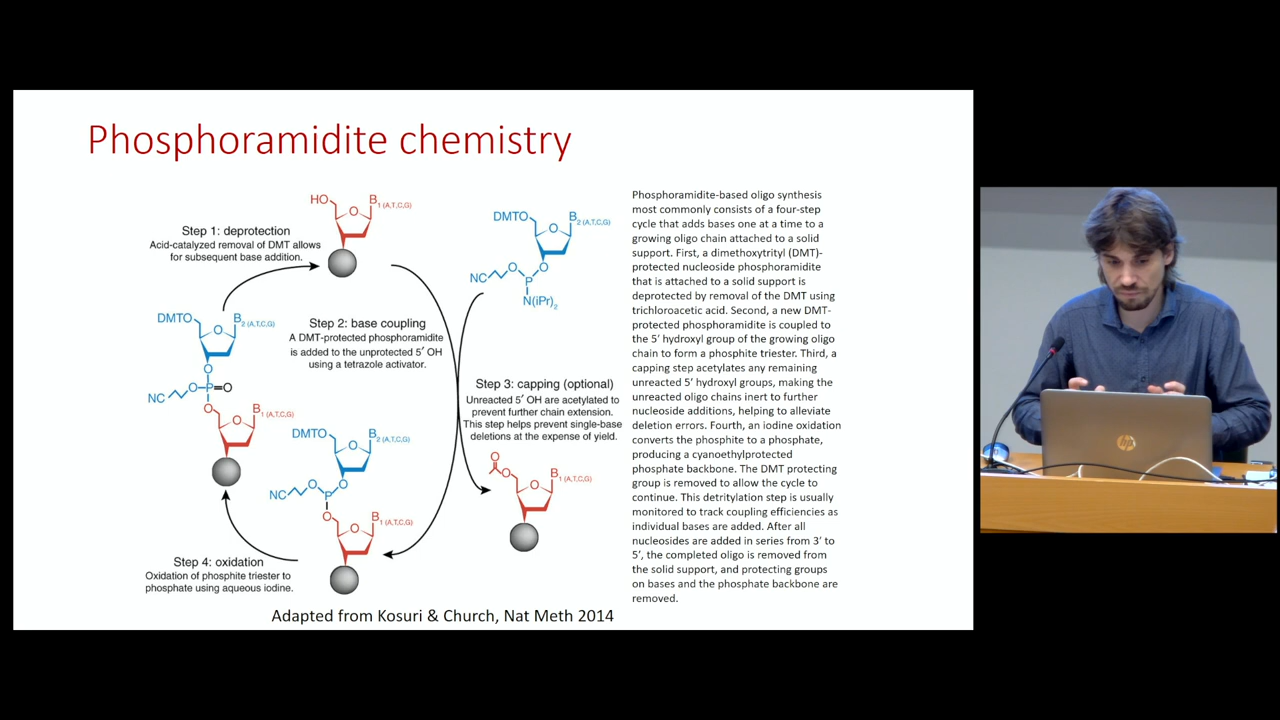 Phosphoramidite chemistry
HO
O
B1 (A,T,C,G)
Step 1: deprotection
Acid-catalyzed removal of DMT allows
for subsequent base addition.
DMTO
O
B2 (A,T,C,G)
NC
O
O
P
N(iPr)2
Step 2: base coupling
A DMT-protected phosphoramidite
is added to the unprotected 5′ OH
using a tetrazole activator.
DMTO
O
B2 (A,T,C,G)
O
NC
O
P
O
O
B1 (A,T,C,G)
O
Step 3: capping (optional)
Unreacted 5′ OH are acetylated to
prevent further chain extension.
This step helps prevent single-base
deletions at the expense of yield.
O
O
O
B1 (A,T,C,G)
DMTO
O
B2 (A,T,C,G)
NC
O
O
P
O
O
B1 (A,T,C,G)
Step 4: oxidation
Oxidation of phosphite triester to
phosphate using aqueous iodine.
Adapted from Kosuri & Church, Nat Meth 2014
Phosphoramidite-based oligo synthesis
most commonly consists of a four-step
cycle that adds bases one at a time to a
growing oligo chain attached to a solid
support. First, a dimethoxytrityl (DMT)-
protected nucleoside phosphoramidite
that is attached to a solid support is
deprotected by removal of the DMT using
trichloroacetic acid. Second, a new DMT-
protected phosphoramidite is coupled to
the 5′ hydroxyl group of the growing oligo
chain to form a phosphite triester. Third, a
capping step acetylates any remaining
unreacted 5′ hydroxyl groups, making the
unreacted oligo chains inert to further
nucleoside additions, helping to alleviate
deletion errors. Fourth, an iodine oxidation
converts the phosphite to a phosphate,
producing a cyanoethylprotected
phosphate backbone. The DMT protecting
group is removed to allow the cycle to
continue. This detritylation step is usually
monitored to track coupling efficiencies as
individual bases are added. After all
nucleosides are added in series from 3′ to
5′, the completed oligo is removed from
the solid support, and protecting groups
on bases and the phosphate backbone are
removed.
hp